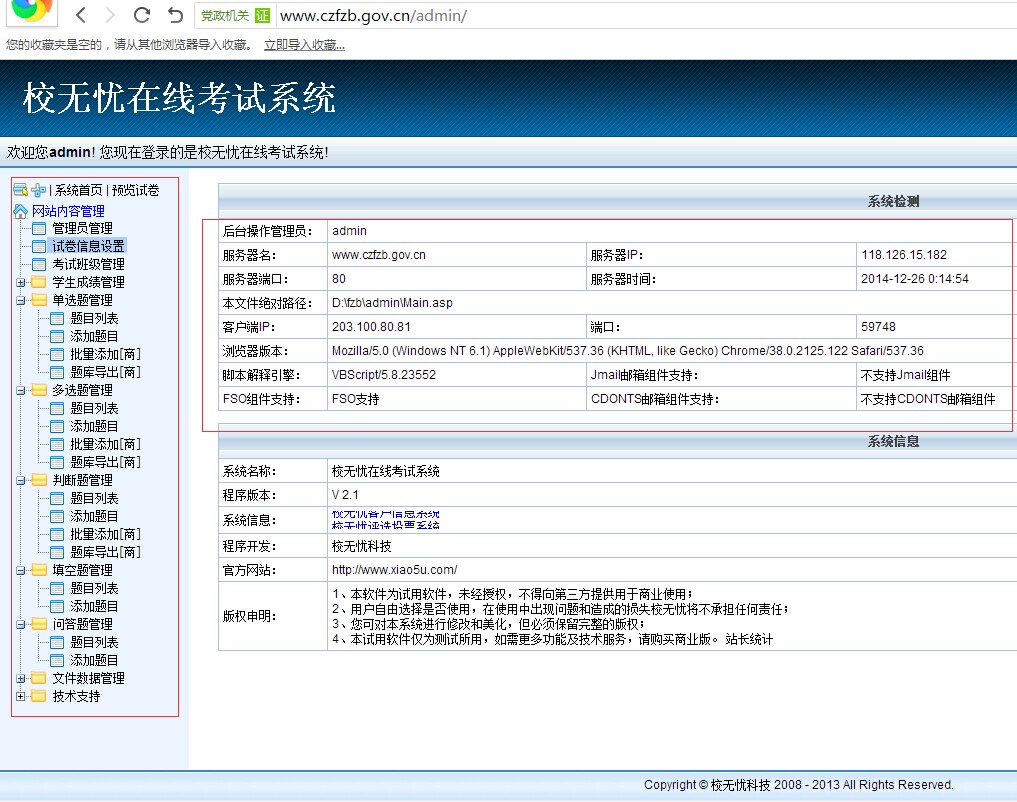 党政机关 证 www.czfzb.gov.cn/admin/
您的收藏夹是空的，请从其他浏览器导入收藏。 立即导入收藏...
校无忧在线考试系统
欢迎您admin! 您现在登录的是校无忧在线考试系统!
| 系统首页 | 预览试卷
网站内容管理
管理员管理
试卷信息设置
考试班级管理
学生成绩管理
单选题管理
题目列表
添加题目
批量添加[商]
题库导出[商]
多选题管理
题目列表
添加题目
批量添加[商]
题库导出[商]
判断题管理
题目列表
添加题目
批量添加[商]
题库导出[商]
填空题管理
题目列表
添加题目
问答题管理
题目列表
添加题目
文件数据管理
技术支持
系统检测
后台操作管理员： admin
服务器名： www.czfzb.gov.cn 服务器IP： 118.126.15.182
服务器端口： 80 服务器时间： 2014-12-26 0:14:54
本文件绝对路径： D:\fzb\admin\Main.asp
客户端IP： 203.100.80.81 端口： 59748
浏览器版本： Mozilla/5.0 (Windows NT 6.1) AppleWebKit/537.36 (KHTML, like Gecko) Chrome/38.0.2125.122 Safari/537.36
脚本解释引擎： VBScript/5.8.23552 Jmail邮箱组件支持： 不支持Jmail组件
FSO组件支持： FSO支持 CDONTS邮箱组件支持： 不支持CDONTS邮箱组件
系统信息
系统名称： 校无忧在线考试系统
程序版本： V 2.1
系统信息： 校无忧客户信息系统
校无忧评选投票系统
程序开发： 校无忧科技
官方网站： http://www.xiao5u.com/
版权申明： 1、本软件为试用软件，未经授权，不得向第三方提供用于商业使用；
2、用户自由选择是否使用，在使用中出现问题和造成的损失校无忧将不承担任何责任；
3、您可对本系统进行修改和美化，但必须保留完整的版权；
4、本试用软件仅为测试所用，如需更多功能及技术服务，请购买商业版。 站长统计
Copyright © 校无忧科技 2008 - 2013 All Rights Reserved.